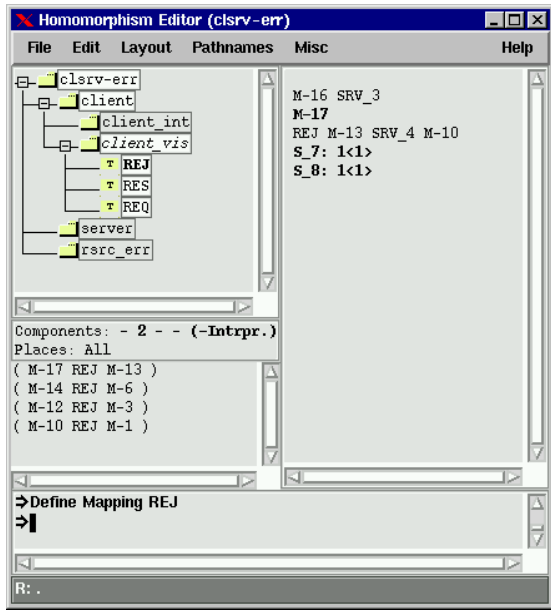 Homomorphism Editor (clsrv-err)
File Edit Layout Pathnames Misc Help
clsrv-err
client
client_int
client_vis
T REJ
T RES
T REQ
server
rsrc_err
M-16 SRV_3
M-17
REJ M-13 SRV_4 M-10
S_7: 1<1>
S_8: 1<1>
Components: - 2 - - (-Intrpr.)
Places: All
( M-17 REJ M-13 )
( M-14 REJ M-6 )
( M-12 REJ M-3 )
( M-10 REJ M-1 )
⇒Define Mapping REJ
⇒
R: .